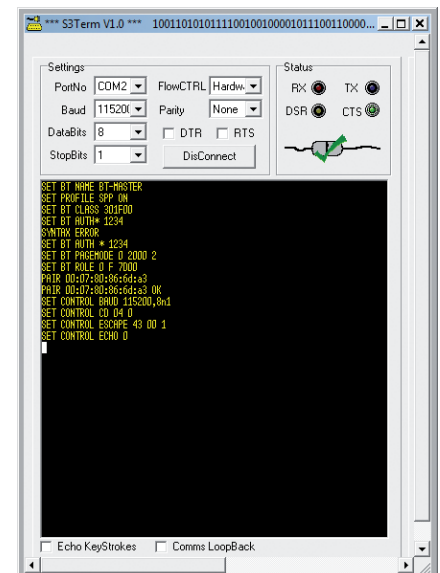 *** S3Term V1.0 *** 100110101011110010010000101110011 0000...
Settings
Status
PortNo COM2 FlowCTRL Hardw.
RX TX
Baud 115200 Parity None
DSR CTS
DataBits 8 DTR RTS
StopBits 1 DisConnect
SET BT NAME BT-MASTER
SET PROFILE SPP ON
SET BT CLASS 301F00
SET BT AUTH* 1234
SYNTAX ERROR
SET BT AUTH * 1234
SET BT PAGEMODE 0 2000 2
SET BT ROLE 0 F 7000
PAIR 00:07:80:86:6d:a3
PAIR 00:07:80:86:6d:a3 OK
SET CONTROL BAUD 115200,8n1
SET CONTROL CD 04 0
SET CONTROL ESCAPE 43 00 1
SET CONTROL ECHO 0
Echo KeyStrokes Comms LoopBack